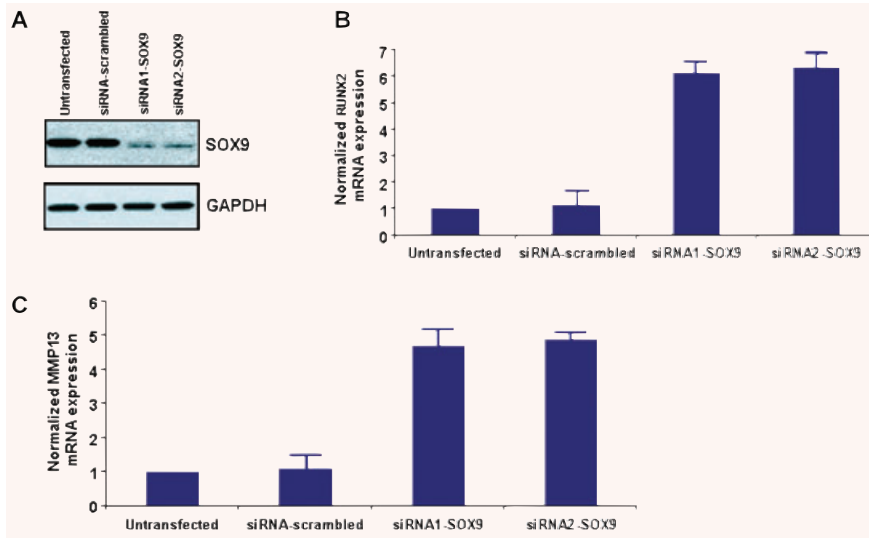 A
Untransfected
siRNA-scrambled
siRNA1-SOX9
siRNA2-SOX9
SOX9
GAPDH
B
Normalized RUNX2
mRNA expression
7
6
5
4
3
2
1
0
Untransfected siRNA-scrambled siRNA1-SOX9 siRNA2-SOX9
C
Normalized MMP13
mRNA expression
6
5
4
3
2
1
0
Untransfected siRNA-scrambled siRNA1-SOX9 siRNA2-SOX9